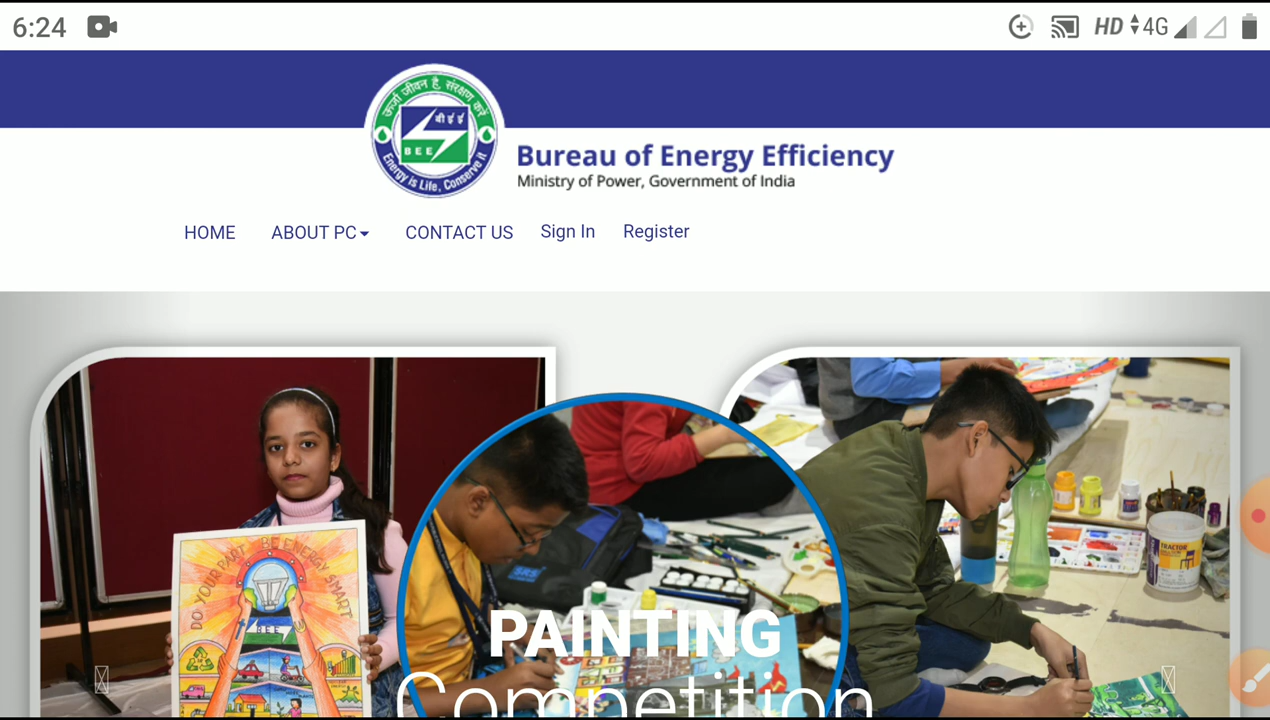 6:24
HD 4G
ऊर्जा जीवन है, संरक्षण करें
बी ई ई
BEE
Energy is Life, Conserve it
Bureau of Energy Efficiency
Ministry of Power, Government of India
HOME ABOUT PC CONTACT US Sign In Register
DO YOUR PART BE ENERGY SMART
BEE
SRS
TRACTOR
PAINTING
Competition